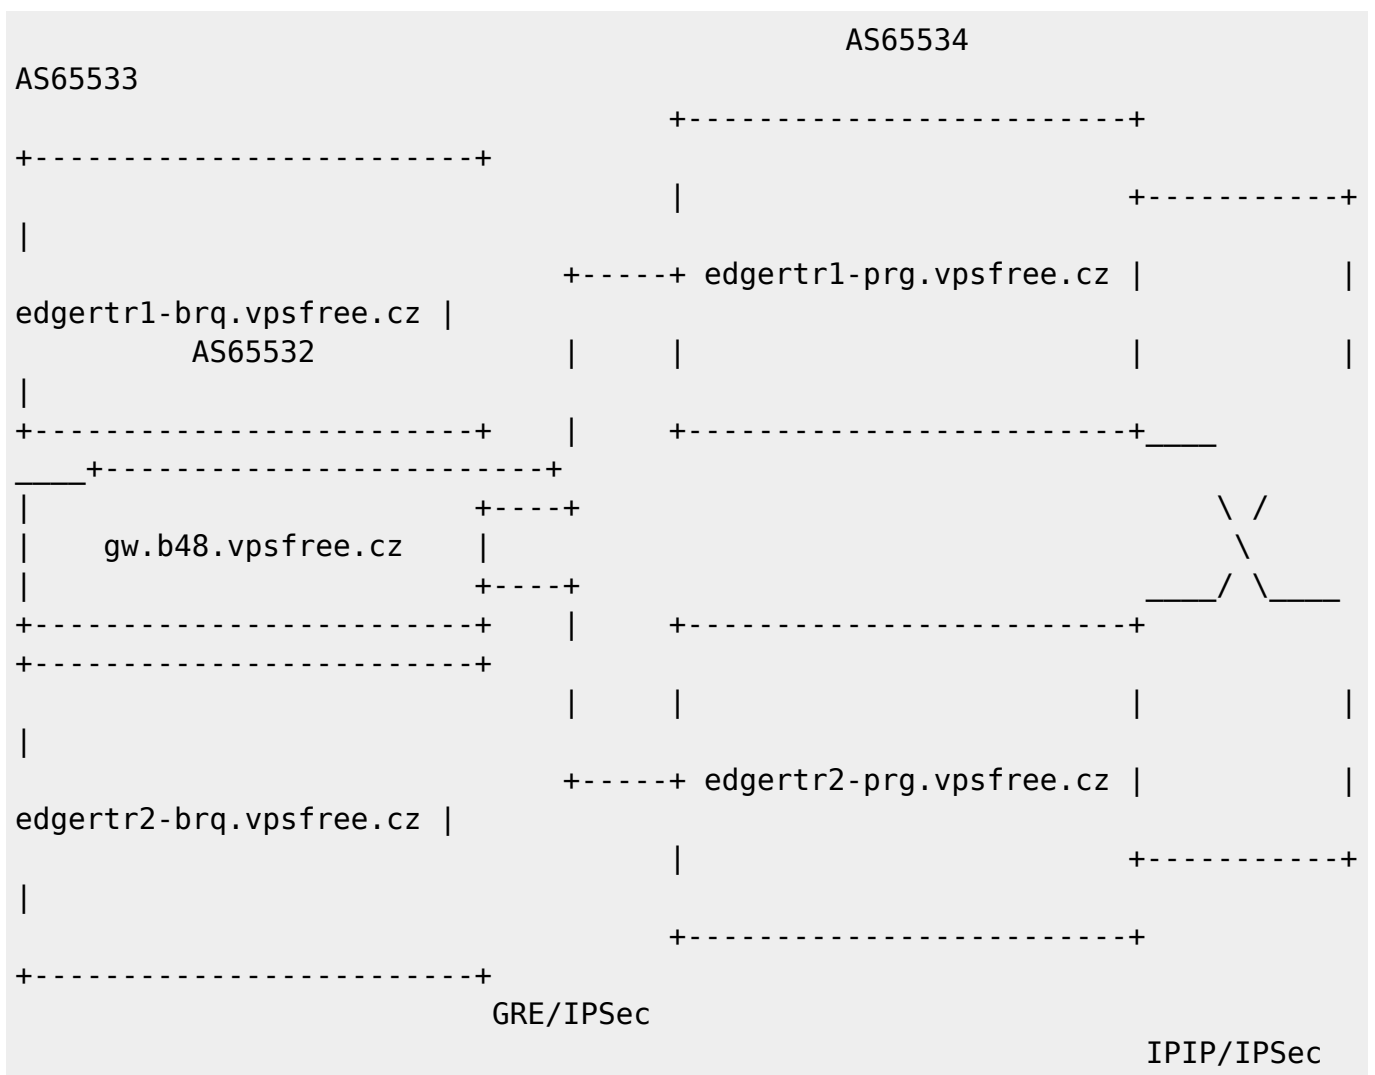 AS65534
AS65533
+-------------------------+
+-------------------------+
| +-----------+
|
+-----+ edgertr1-prg.vpsfree.cz | |
edgertr1-brq.vpsfree.cz |
AS65532 | | | |
|
+-------------------------+ | +-------------------------+____
____+-------------------------+
| +----+ \ /
| gw.b48.vpsfree.cz | \
| +----+ ____/ \____
+-------------------------+ | +-------------------------+
+-------------------------+
| | | |
|
+-----+ edgertr2-prg.vpsfree.cz | |
edgertr2-brq.vpsfree.cz |
| +-----------+
|
+-------------------------+
+-------------------------+
GRE/IPSec
IPIP/IPSec